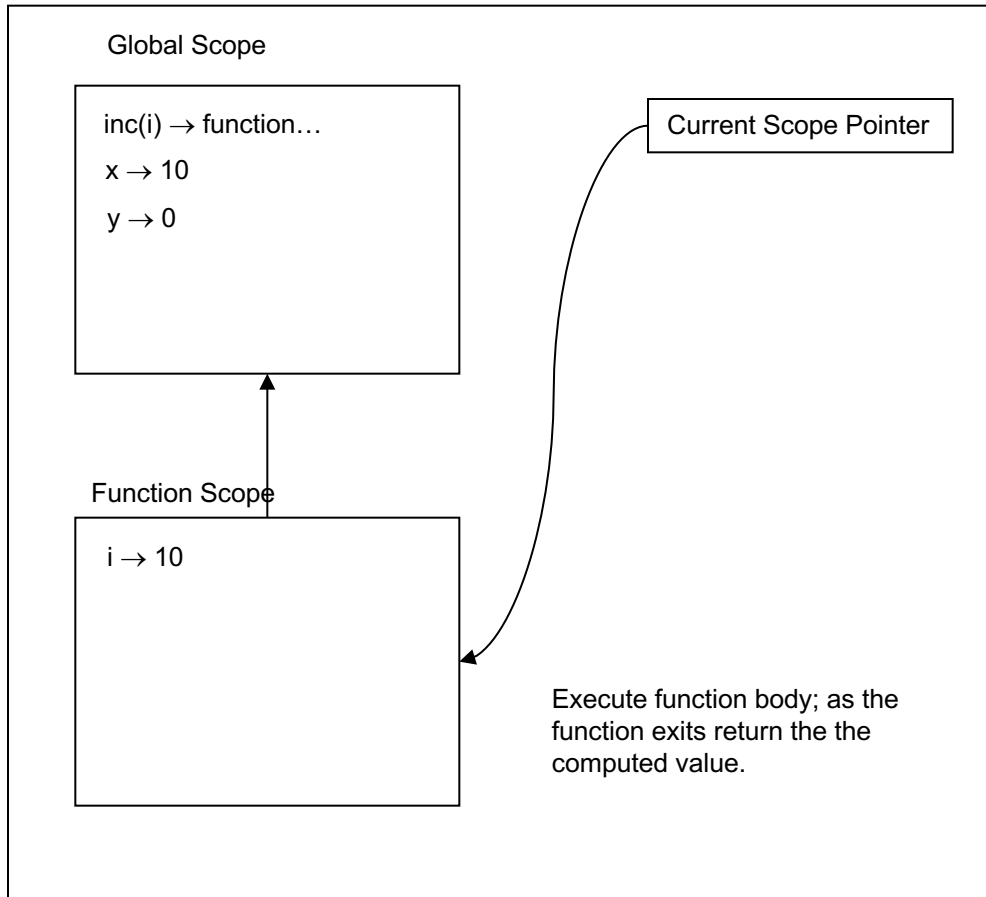 Global Scope
inc(i) → function…
x → 10
y → 0
Current Scope Pointer
Function Scope
i → 10
Execute function body; as the
function exits return the the
computed value.